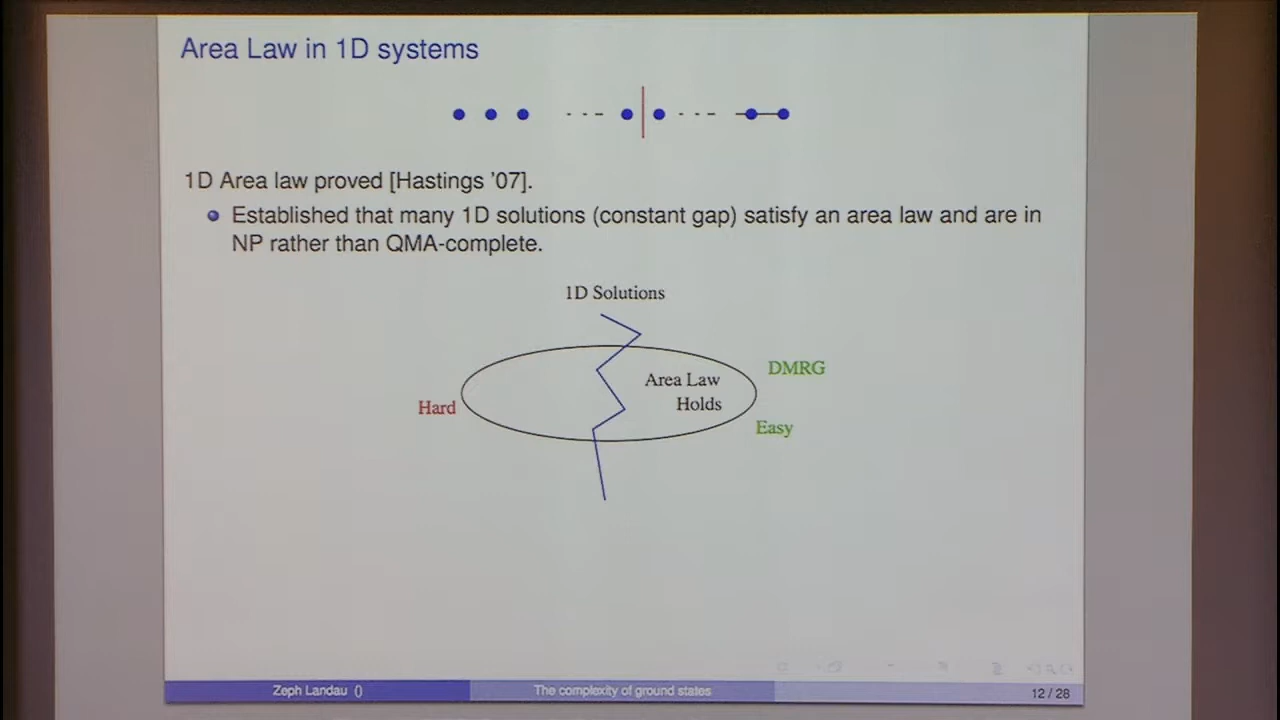 Area Law in 1D systems
1D Area law proved [Hastings '07].
Established that many 1D solutions (constant gap) satisfy an area law and are in
NP rather than QMA-complete.
1D Solutions
DMRG
Area Law
Holds
Hard
Easy
Zeph Landau ()
The complexity of ground states
12 / 28